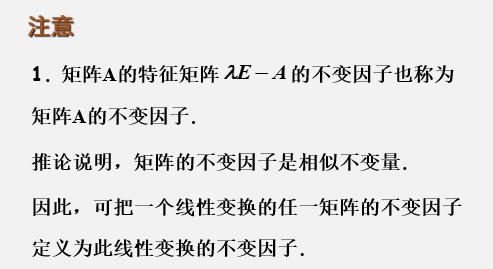 注意
1. 矩阵A的特征矩阵 λE－A 的不变因子也称为
矩阵A的不变因子.
推论说明，矩阵的不变因子是相似不变量.
因此，可把一个线性变换的任一矩阵的不变因子
定义为此线性变换的不变因子.